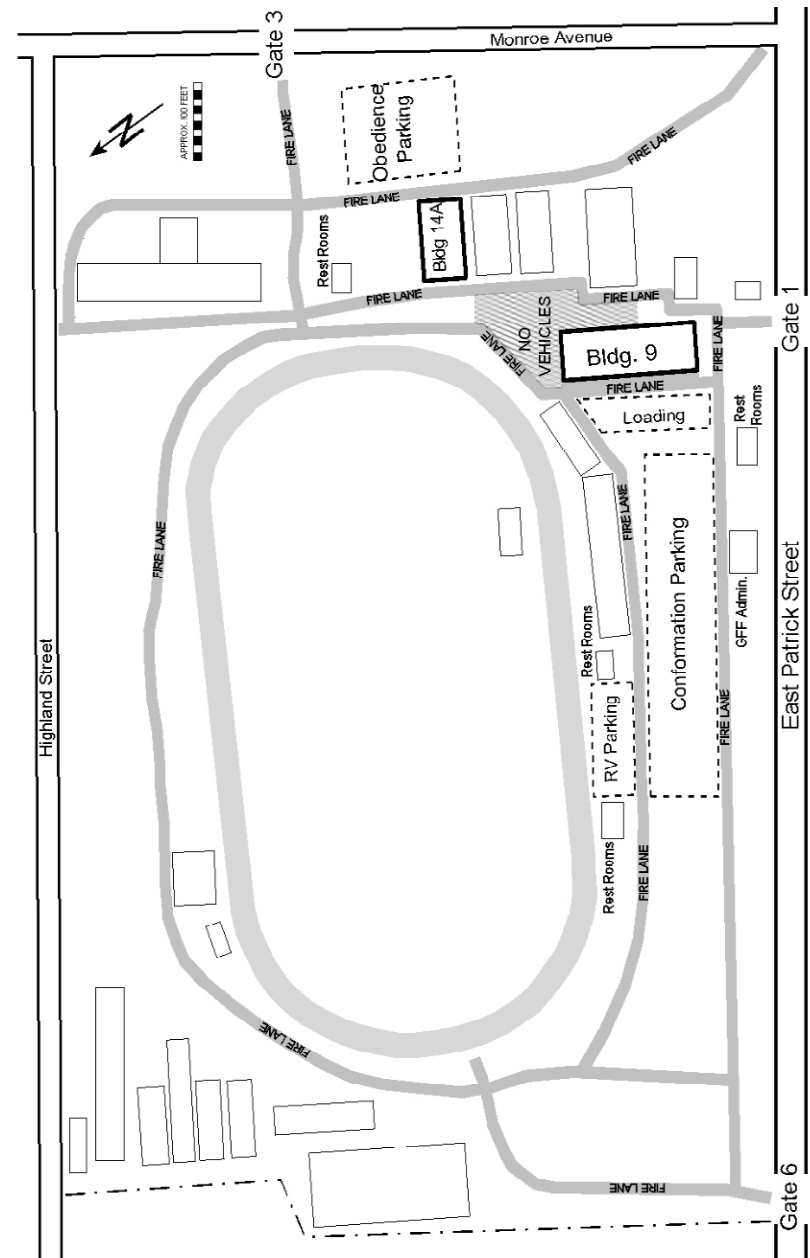 Monroe Avenue
Gate 3
N
APPROX. 100 FEET
Obedience
Parking
FIRE LANE
FIRE LANE
FIRE LANE
Rest Rooms
Bldg 14A
FIRE LANE
NO
VEHICLES
FIRE LANE
FIRE LANE
Bldg. 9
FIRE LANE
FIRE LANE
Gate 1
Loading
Rest
Rooms
FIRE LANE
FIRE LANE
Conformation Parking
GFF Admin.
East Patrick Street
Highland Street
Rest Rooms
RV Parking
FIRE LANE
Rest Rooms
FIRE LANE
FIRE LANE
FIRE LANE
Gate 6